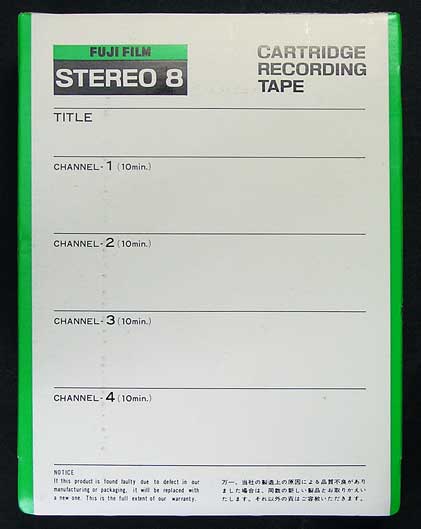 FUJI FILM
STEREO 8
CARTRIDGE
RECORDING
TAPE
TITLE
CHANNEL-1 (10min.)
CHANNEL-2 (10min.)
CHANNEL-3 (10min.)
CHANNEL-4 (10min.)
NOTICE
If this product is found faulty due to defect in our
manufacturing or packaging, it will be replaced with
a new one. This is the full extent of our warranty.
万一、当社の製造上の原因による品質不良があり
ました場合は、同数の新しい製品とお取りかえい
たします。それ以外の責はご容赦いただきます。